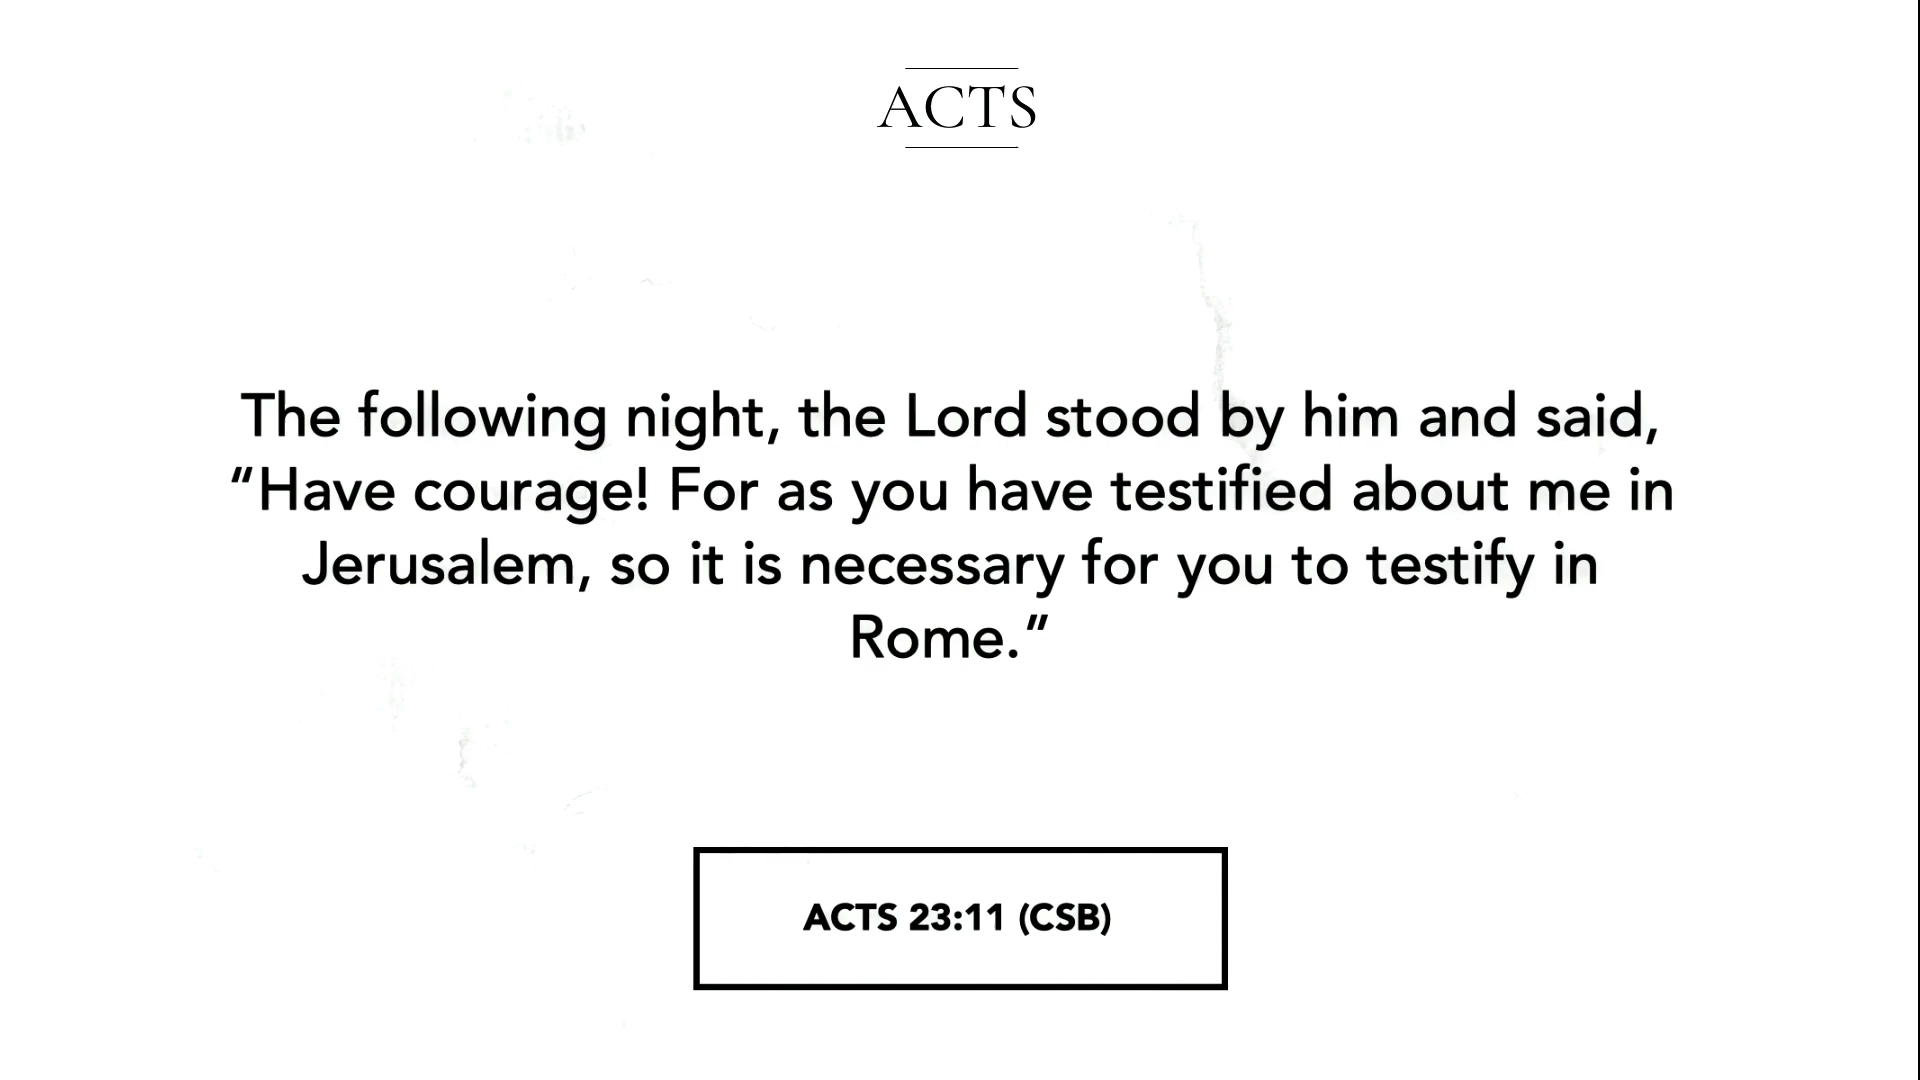 ACTS
The following night, the Lord stood by him and said,
“Have courage! For as you have testified about me in
Jerusalem, so it is necessary for you to testify in
Rome.”
ACTS 23:11 (CSB)